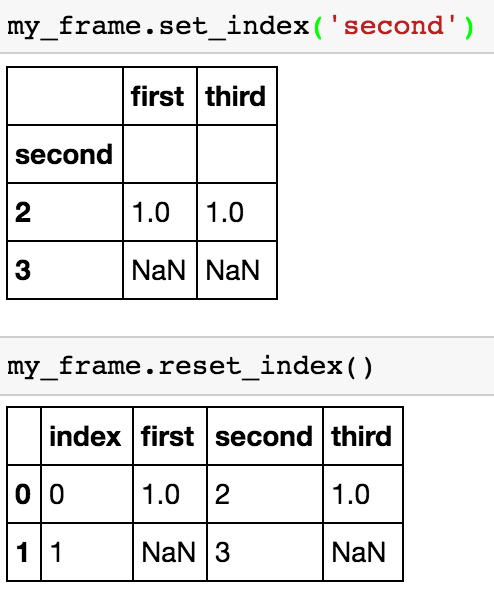 my_frame.set_index('second')
first third
second
2 1.0 1.0
3 NaN NaN
my_frame.reset_index()
index first second third
0 0 1.0 2 1.0
1 1 NaN 3 NaN